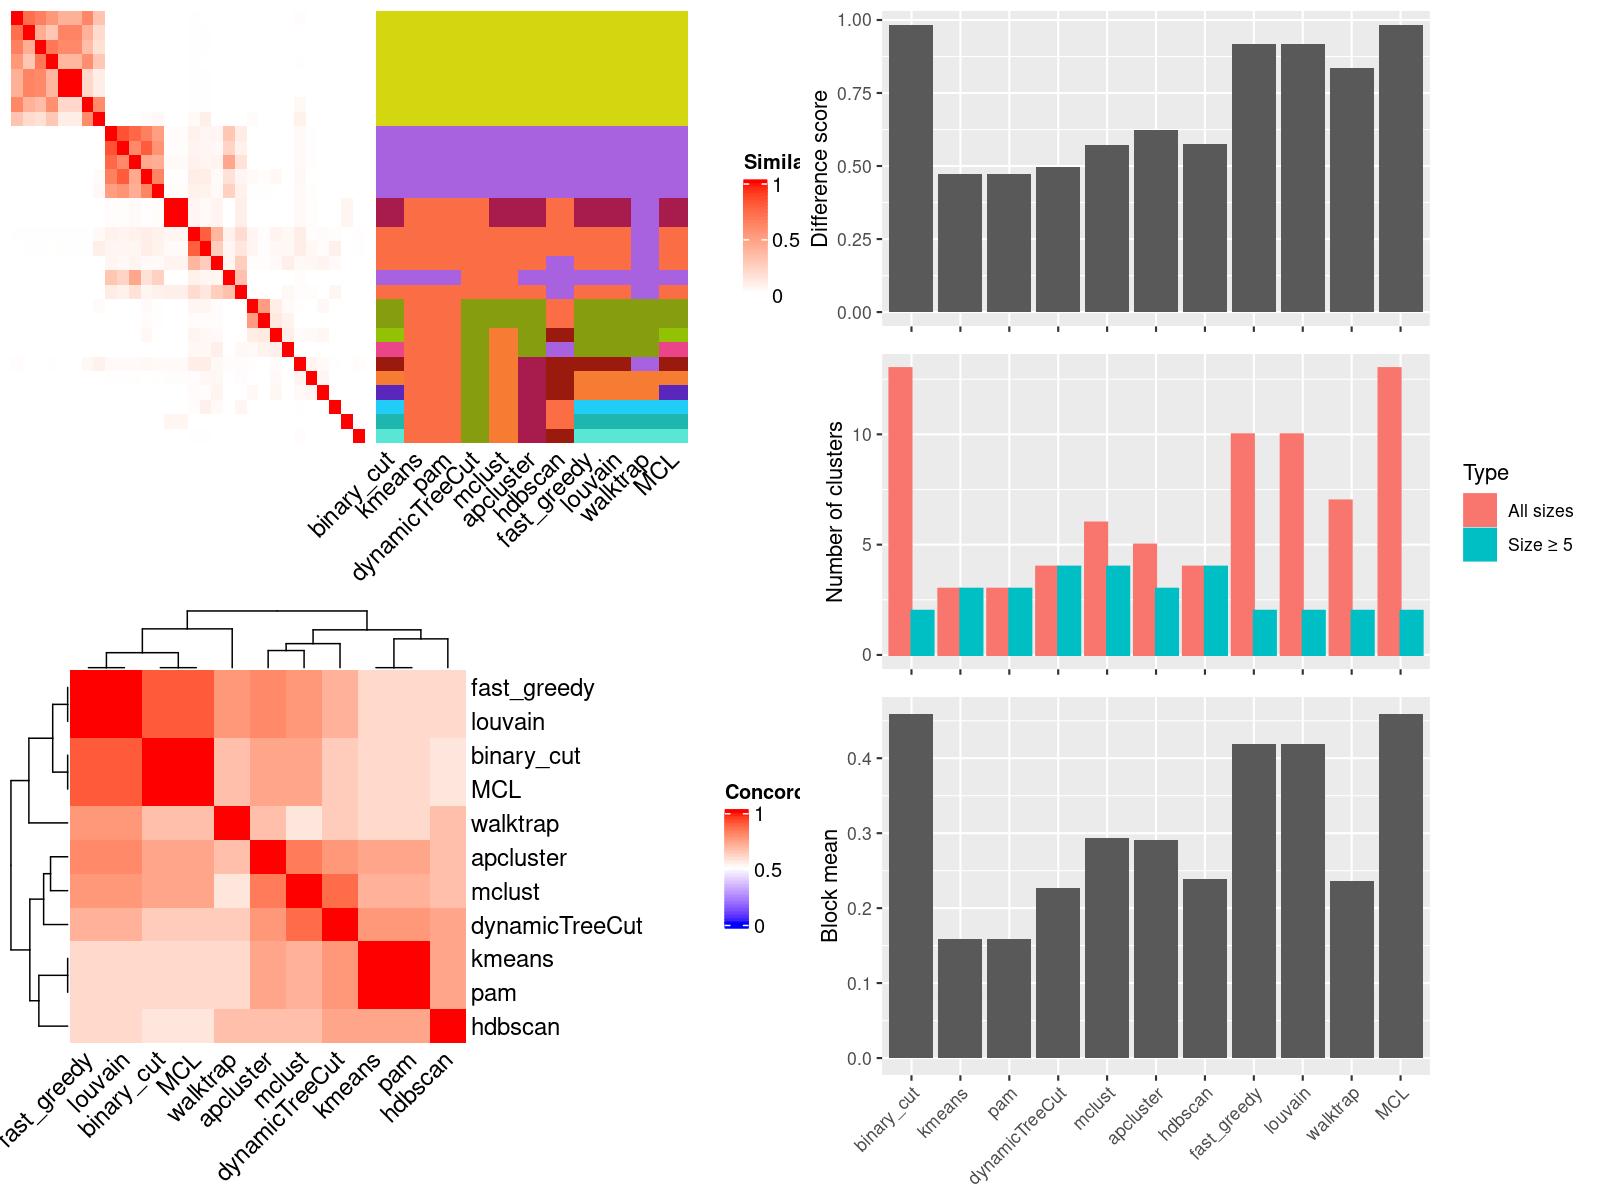 Simila
1
0.5
0
binary_cut
kmeans
pam
dynamicTreeCut
mclust
apcluster
hdbscan
fast_greedy
louvain
walktrap
MCL
fast_greedy
louvain
binary_cut
MCL
walktrap
apcluster
mclust
dynamicTreeCut
kmeans
pam
hdbscan
Concord
1
0.5
0
fast_greedy
louvain
binary_cut
MCL
walktrap
apcluster
mclust
dynamicTreeCut
kmeans
pam
hdbscan
Difference score
1.00
0.75
0.50
0.25
0.00
Number of clusters
10
5
0
Type
All sizes
Size ≥ 5
Block mean
0.4
0.3
0.2
0.1
0.0
binary_cut
kmeans
pam
dynamicTreeCut
mclust
apcluster
hdbscan
fast_greedy
louvain
walktrap
MCL